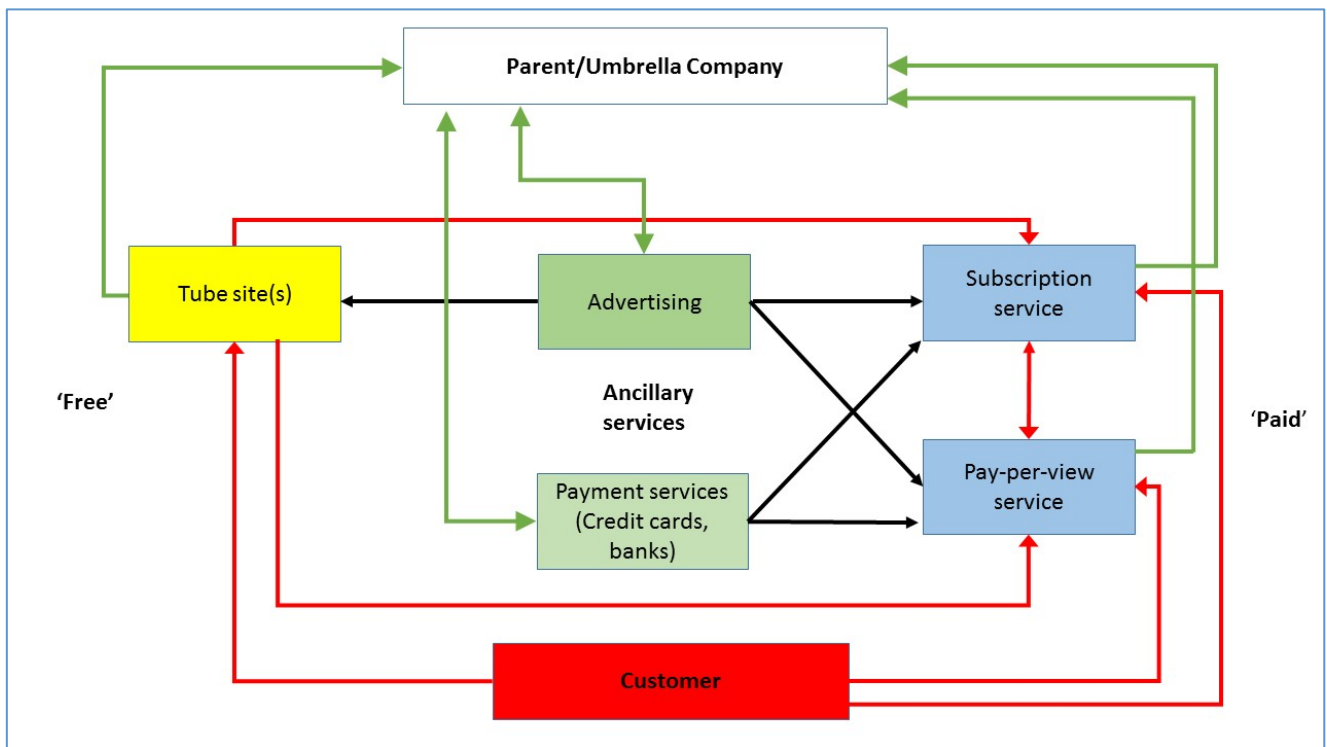 Parent/Umbrella Company
Tube site(s)
Advertising
Subscription
service
‘Free’
Ancillary
services
‘Paid’
Payment services
(Credit cards,
banks)
Pay-per-view
service
Customer